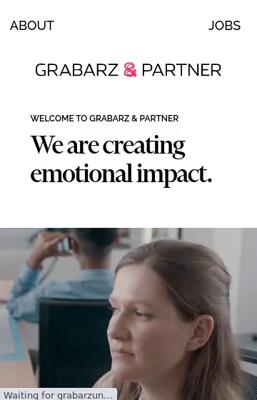 ABOUT
JOBS
GRABARZ & PARTNER
WELCOME TO GRABARZ & PARTNER
We are creating
emotional impact.
Waiting for grabarzun...